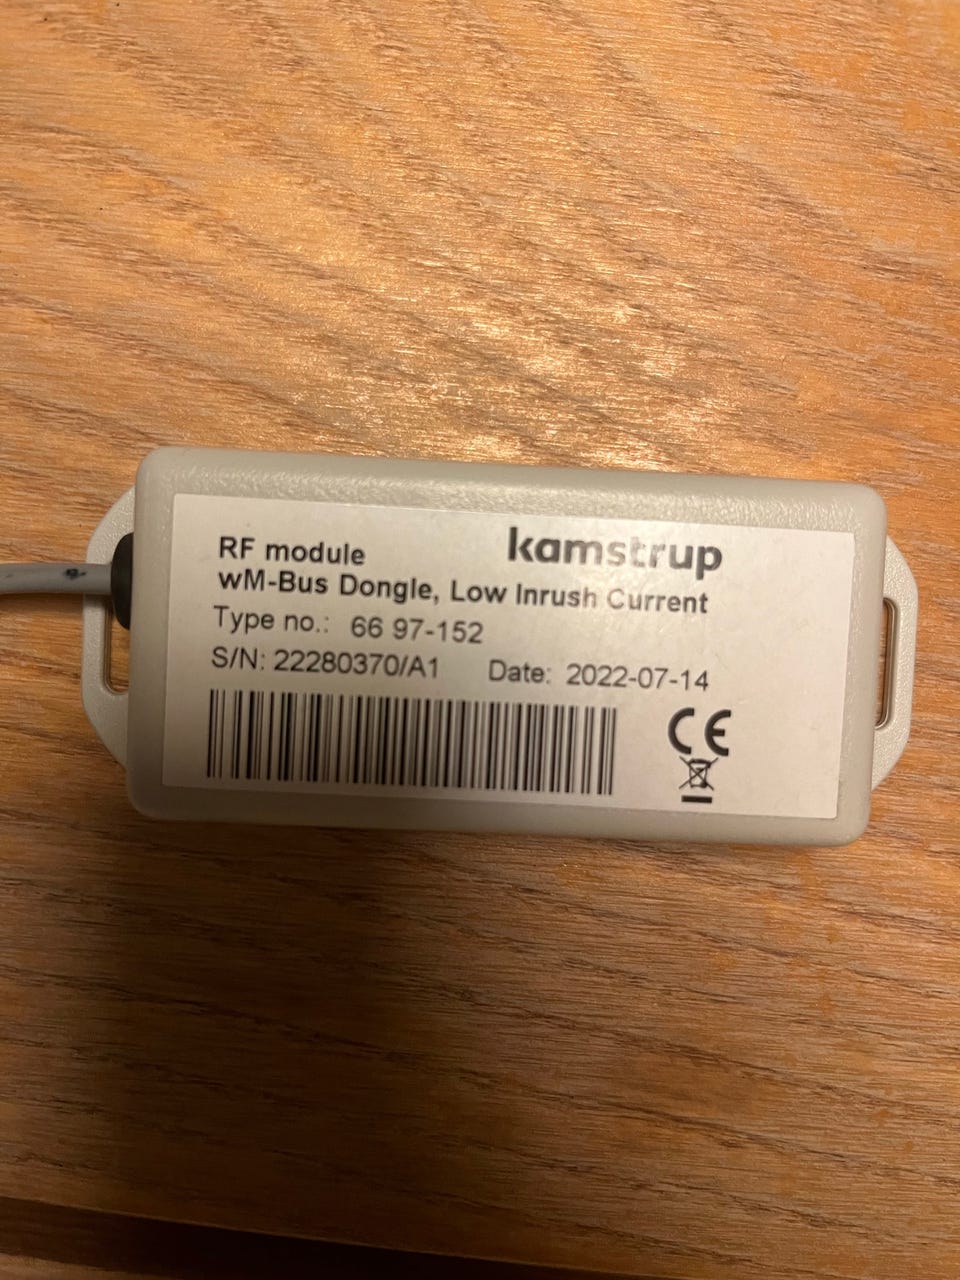 kamstrup
RF module
wM-Bus Dongle, Low Inrush Current
Type no.: 66 97-152
S/N: 22280370/A1 Date: 2022-07-14
CE